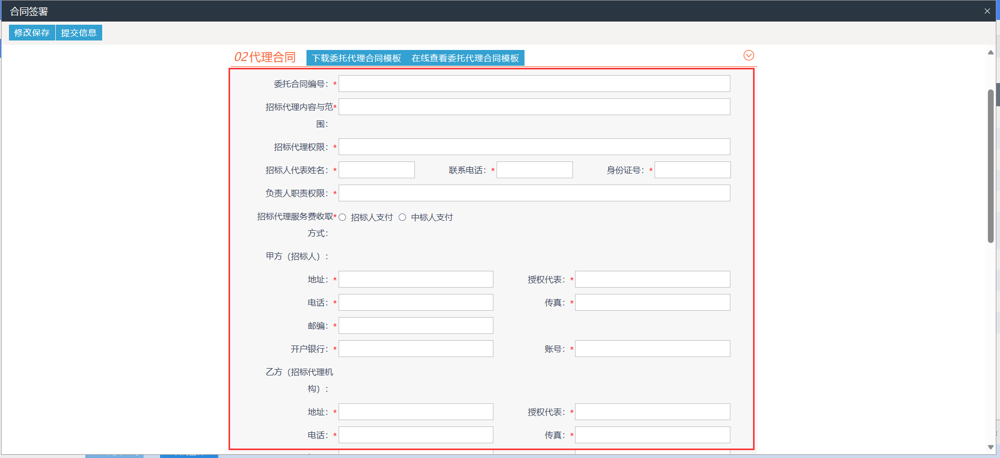 合同签署
修改保存 提交信息
02代理合同 下载委托代理合同模板 在线查看委托代理合同模板
委托合同编号：*
招标代理内容与范*
围：
招标代理权限：*
招标人代表姓名：* 联系电话：* 身份证号：*
负责人职责权限：*
招标代理服务费收取* 招标人支付 中标人支付
方式：
甲方（招标人）：
地址：* 授权代表：*
电话：* 传真：*
邮编：*
开户银行：* 账号：*
乙方（招标代理机
构）：
地址：* 授权代表：*
电话：* 传真：*